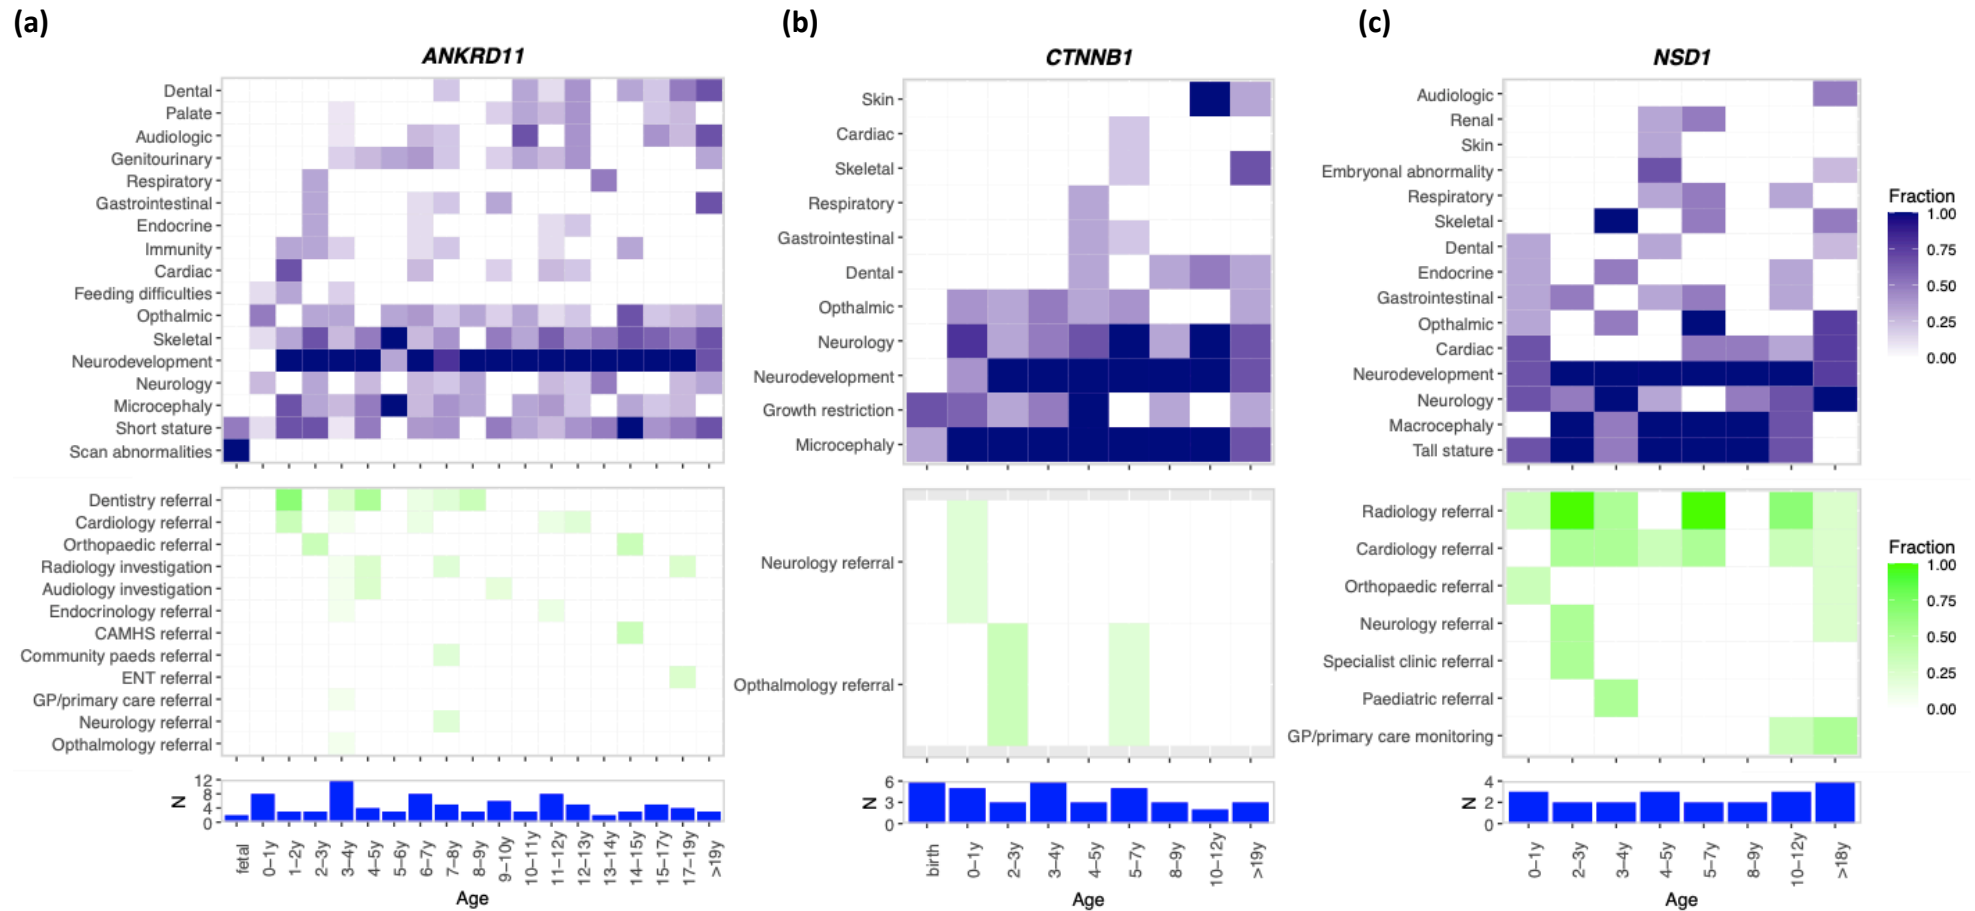 (a)
(b)
(c)
ANKRD11
CTNNB1
NSD1
Dental
Palate
Audiologic
Genitourinary
Respiratory
Gastrointestinal
Endocrine
Immunity
Cardiac
Feeding difficulties
Opthalmic
Skeletal
Neurodevelopment
Neurology
Microcephaly
Short stature
Scan abnormalities
Dentistry referral
Cardiology referral
Orthopaedic referral
Radiology investigation
Audiology investigation
Endocrinology referral
CAMHS referral
Community paeds referral
ENT referral
GP/primary care referral
Neurology referral
Opthalmology referral
N
12
8
4
0
fetal
0–1y
1–2y
2–3y
3–4y
4–5y
5–6y
6–7y
7–8y
8–9y
9–10y
10–11y
11–12y
12–13y
13–14y
14–15y
15–17y
17–19y
>19y
Age
Skin
Cardiac
Skeletal
Respiratory
Gastrointestinal
Dental
Opthalmic
Neurology
Neurodevelopment
Growth restriction
Microcephaly
Neurology referral
Opthalmology referral
N
6
3
0
birth
0–1y
2–3y
3–4y
4–5y
5–7y
8–9y
10–12y
>19y
Age
Audiologic
Renal
Skin
Embryonal abnormality
Respiratory
Skeletal
Dental
Endocrine
Gastrointestinal
Opthalmic
Cardiac
Neurodevelopment
Neurology
Macrocephaly
Tall stature
Radiology referral
Cardiology referral
Orthopaedic referral
Neurology referral
Specialist clinic referral
Paediatric referral
GP/primary care monitoring
N
4
2
0
0–1y
2–3y
3–4y
4–5y
5–7y
8–9y
10–12y
>18y
Age
Fraction
1.00
0.75
0.50
0.25
0.00
Fraction
1.00
0.75
0.50
0.25
0.00